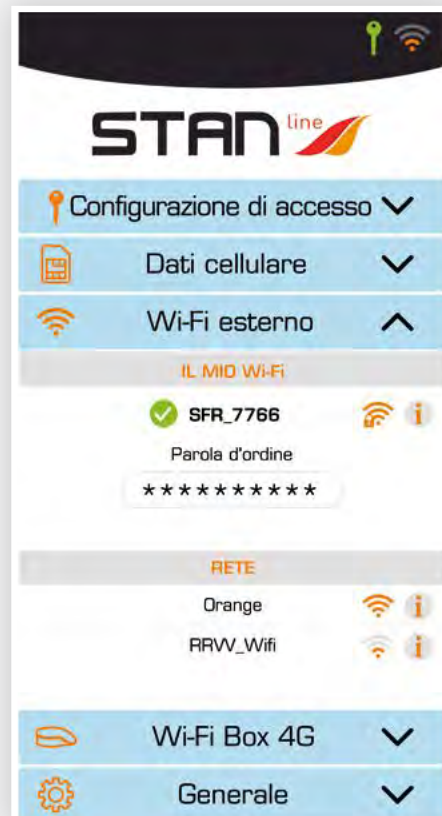 STAN line
Configurazione di accesso
Dati cellulare
Wi-Fi esterno
IL MIO Wi-Fi
SFR_7766
i
Parola d'ordine
**********
RETE
Orange
i
RRVV_Wifi
i
Wi-Fi Box 4G
Generale